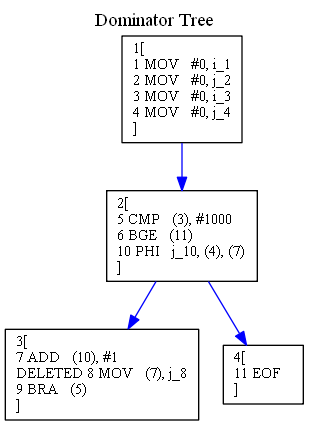 Dominator Tree
1[
1 MOV #0, i_1
2 MOV #0, j_2
3 MOV #0, i_3
4 MOV #0, j_4
]
2[
5 CMP (3), #1000
6 BGE (11)
10 PHI j_10, (4), (7)
]
3[
7 ADD (10), #1
DELETED 8 MOV (7), j_8
9 BRA (5)
]
4[
11 EOF
]